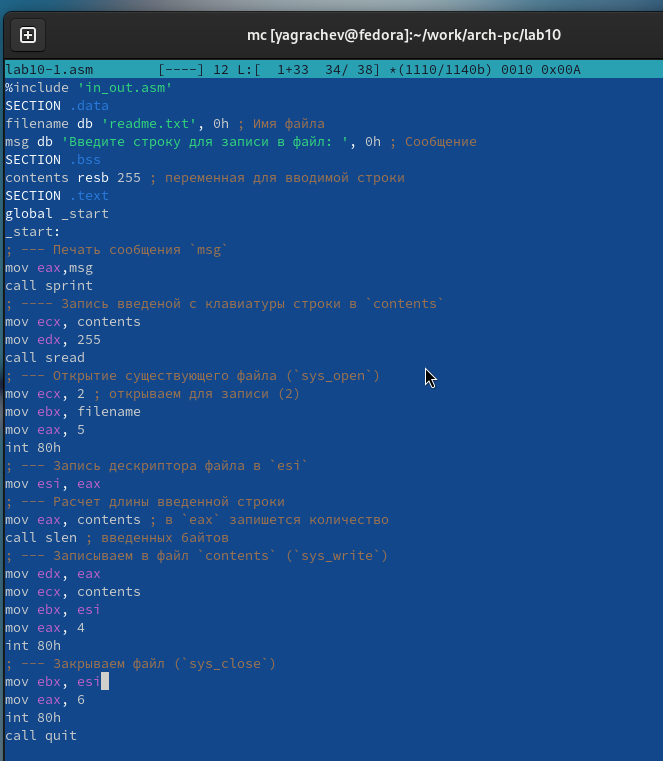 mc [yagrachev@fedora]:~/work/arch-pc/lab10
lab10-1.asm [----] 12 L:[ 1+33 34/ 38] *(1110/1140b) 0010 0x00A
%include 'in_out.asm'
SECTION .data
filename db 'readme.txt', 0h ; Имя файла
msg db 'Введите строку для записи в файл: ', 0h ; Сообщение
SECTION .bss
contents resb 255 ; переменная для вводимой строки
SECTION .text
global _start
_start:
; --- Печать сообщения `msg`
mov eax,msg
call sprint
; ---- Запись введеной с клавиатуры строки в `contents`
mov ecx, contents
mov edx, 255
call sread
; --- Открытие существующего файла (`sys_open`)
mov ecx, 2 ; открываем для записи (2)
mov ebx, filename
mov eax, 5
int 80h
; --- Запись дескриптора файла в `esi`
mov esi, eax
; --- Расчет длины введенной строки
mov eax, contents ; в `eax` запишется количество
call slen ; введенных байтов
; --- Записываем в файл `contents` (`sys_write`)
mov edx, eax
mov ecx, contents
mov ebx, esi
mov eax, 4
int 80h
; --- Закрываем файл (`sys_close`)
mov ebx, esi
mov eax, 6
int 80h
call quit